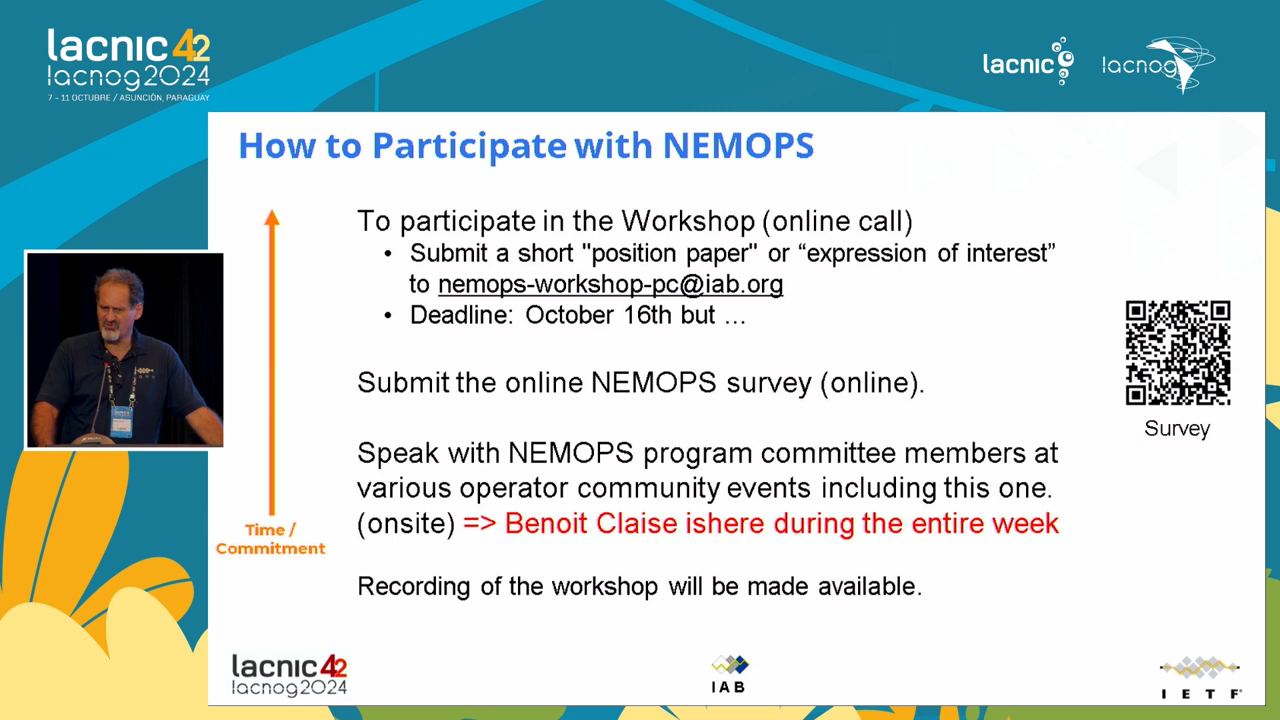 lacnic 42
lacnog2024
7 - 11 OCTUBRE / ASUNCIÓN, PARAGUAY
lacnic
lacnog
How to Participate with NEMOPS
To participate in the Workshop (online call)
• Submit a short "position paper" or “expression of interest”
to nemops-workshop-pc@iab.org
• Deadline: October 16th but ...
Submit the online NEMOPS survey (online).
Survey
Speak with NEMOPS program committee members at
various operator community events including this one.
(onsite) => Benoit Claise ishere during the entire week
Time /
Commitment
Recording of the workshop will be made available.
lacnic 42
lacnog2024
IAB
I E T F®